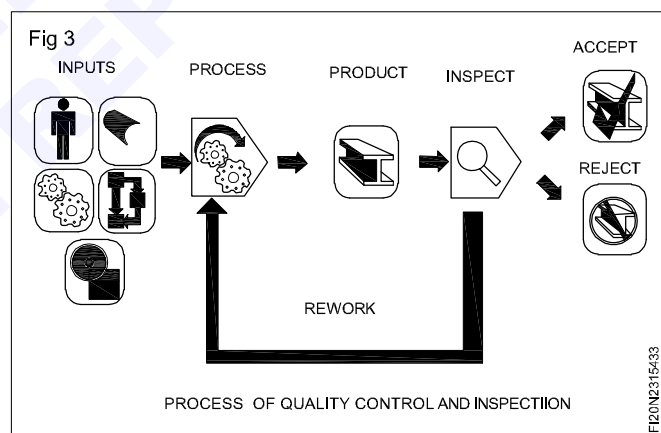 Fig 3
INPUTS
PROCESS
PRODUCT
INSPECT
ACCEPT
REJECT
REWORK
PROCESS OF QUALITY CONTROL AND INSPECTIION
FI20N2315433